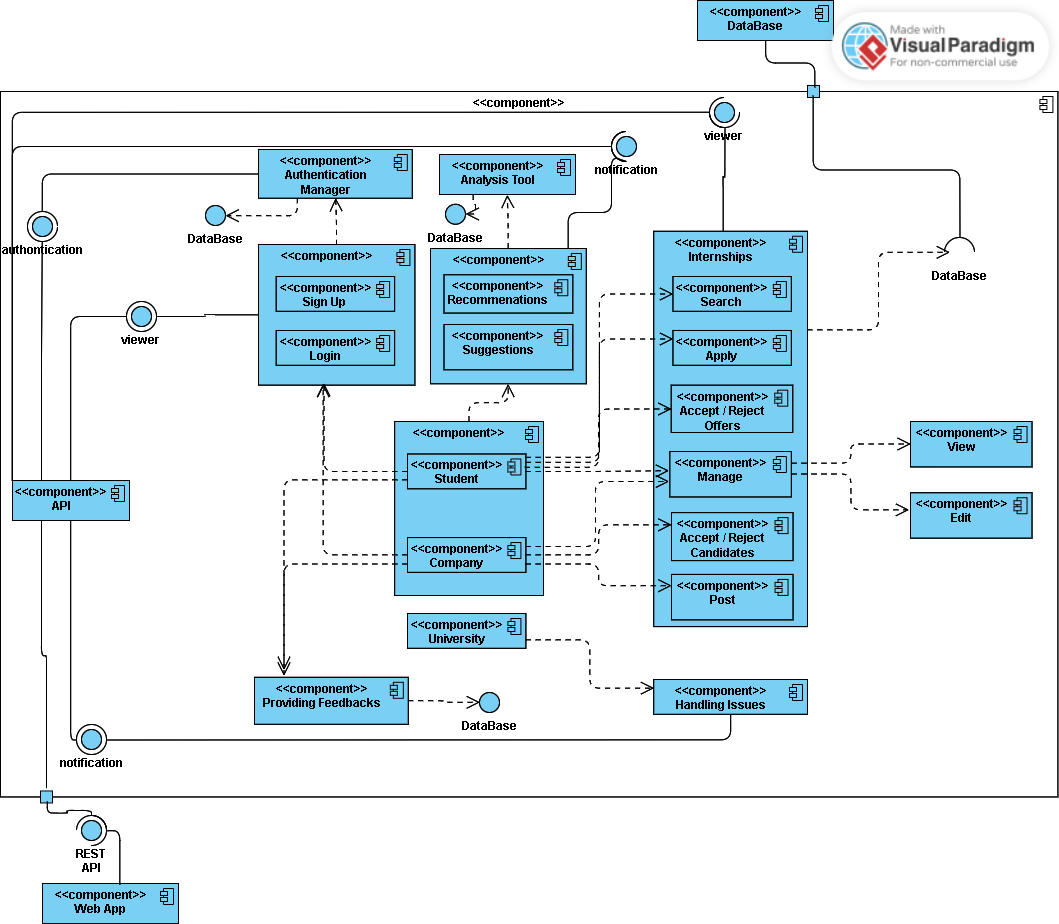 <<component>>
DataBase
Made with
VisualParadigm
For non-commercial use
<<component>>
viewer
notification
<<component>>
Authentication
Manager
<<component>>
Analysis Tool
DataBase
DataBase
authontication
<<component>>
Internships
<<component>>
<<component>>
Sign Up
<<component>>
Login
<<component>>
<<component>>
Recommenations
<<component>>
Suggestions
<<component>>
Search
<<component>>
Apply
<<component>>
Accept / Reject
Offers
<<component>>
Manage
<<component>>
Accept / Reject
Candidates
<<component>>
Post
DataBase
viewer
<<component>>
<<component>>
Student
<<component>>
Company
<<component>>
View
<<component>>
Edit
<<component>>
API
<<component>>
University
<<component>>
Providing Feedbacks
DataBase
<<component>>
Handling Issues
notification
REST
API
<<component>>
Web App